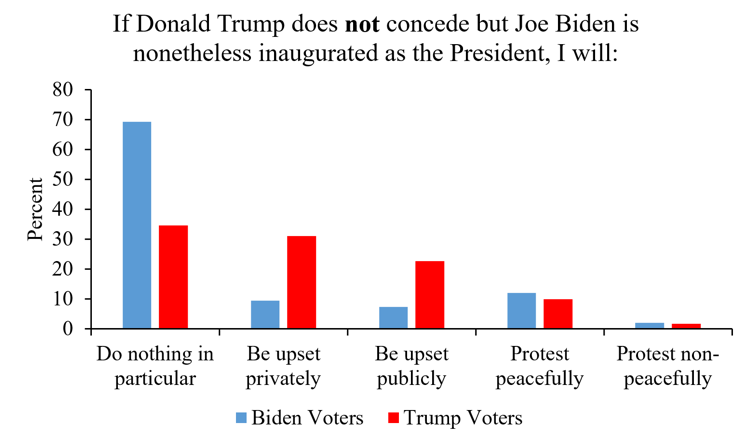 If Donald Trump does not concede but Joe Biden is
nonetheless inaugurated as the President, I will:
80
70
60
50
40
30
20
10
0
Percent
Do nothing in
particular
Be upset
privately
Be upset
publicly
Protest
peacefully
Protest non-
peacefully
Biden Voters
Trump Voters